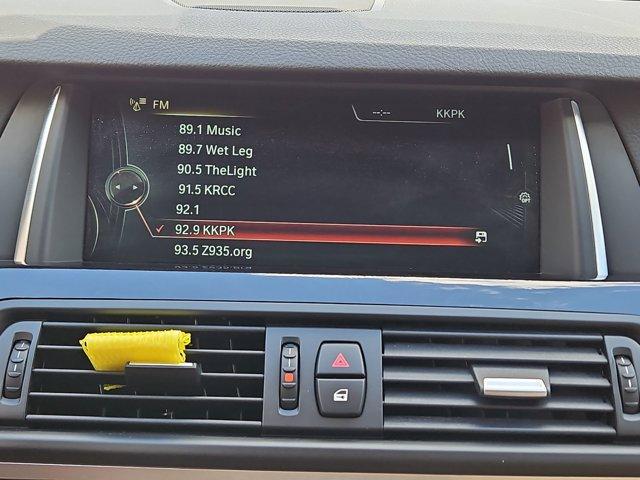 FM
--:--
KKPK
89.1 Music
89.7 Wet Leg
90.5 TheLight
91.5 KRCC
92.1
92.9 KKPK
93.5 Z935.org
OPT